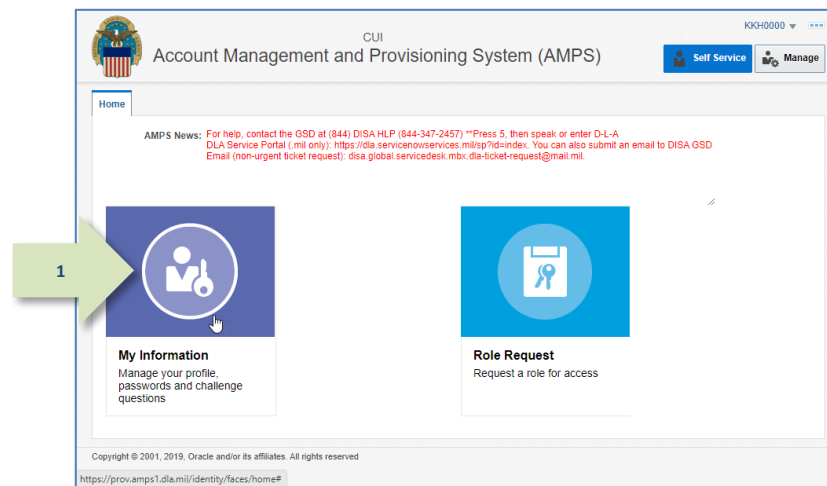 CUI
Account Management and Provisioning System (AMPS)
KKH0000
Self Service
Manage
Home
AMPS News: For help, contact the GSD at (844) DISA HLP (844-347-2457) **Press 5, then speak or enter D-L-A
DLA Service Portal (.mil only): https://dla.servicenowservices.mil/sp?id=index. You can also submit an email to DISA GSD
Email (non-urgent ticket request): disa.global.servicedesk.mbx.dla-ticket-request@mail.mil.
1
My Information
Manage your profile,
passwords and challenge
questions
Role Request
Request a role for access
Copyright © 2001, 2019, Oracle and/or its affiliates. All rights reserved
https://prov.amps1.dla.mil/identity/faces/home#